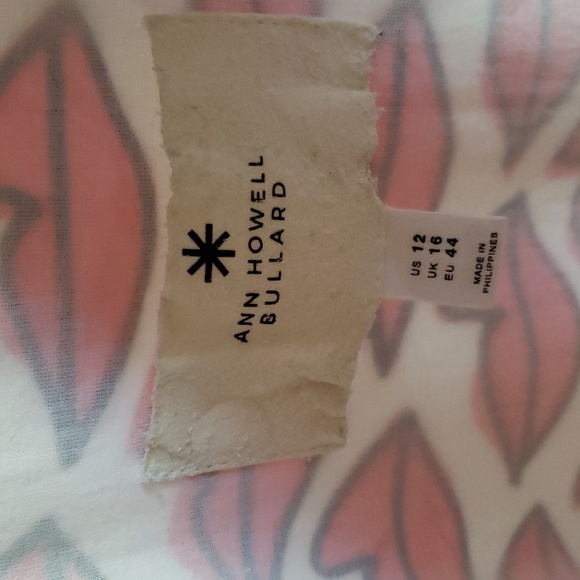 ANN HOWELL
BULLARD
US 12
UK 16
EU 44
MADE IN
PHILIPPINES